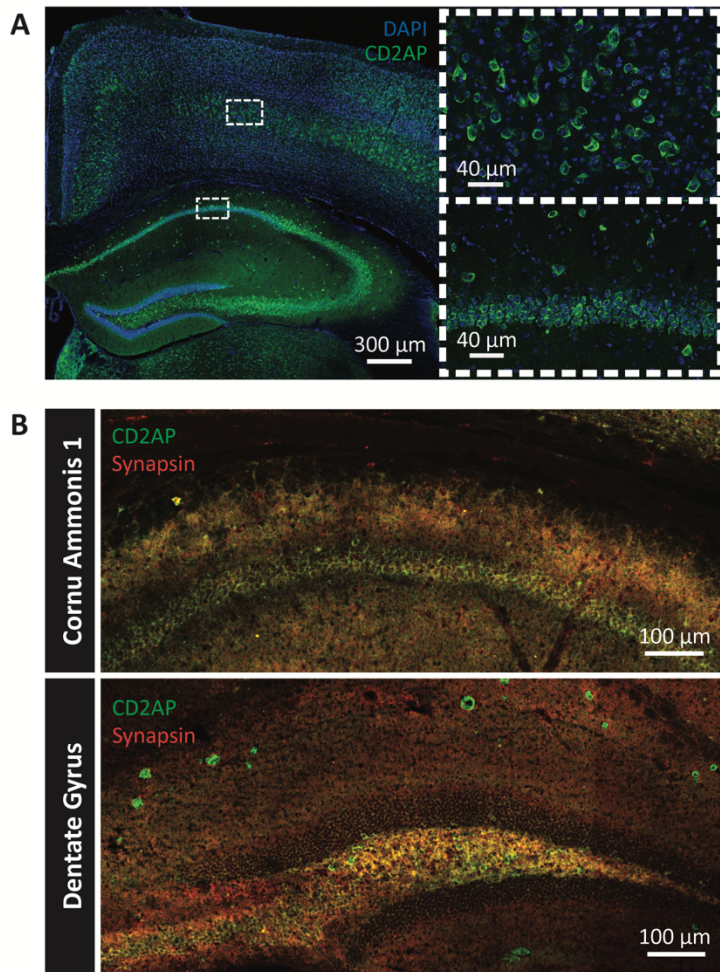 A
DAPI
CD2AP
300 µm
40 µm
40 µm
B
Cornu Ammonis 1
CD2AP
Synapsin
100 µm
Dentate Gyrus
CD2AP
Synapsin
100 µm